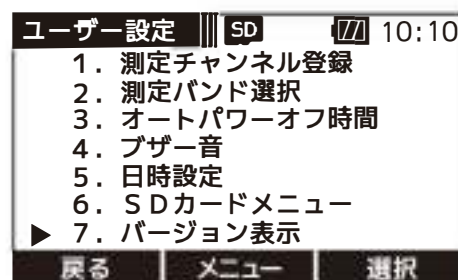 ユーザー設定 SD 10:10
1. 測定チャンネル登録
2. 測定バンド選択
3. オートパワーオフ時間
4. ブザー音
5. 日時設定
6. ＳＤカードメニュー
▶ 7. バージョン表示
戻る メニュー 選択